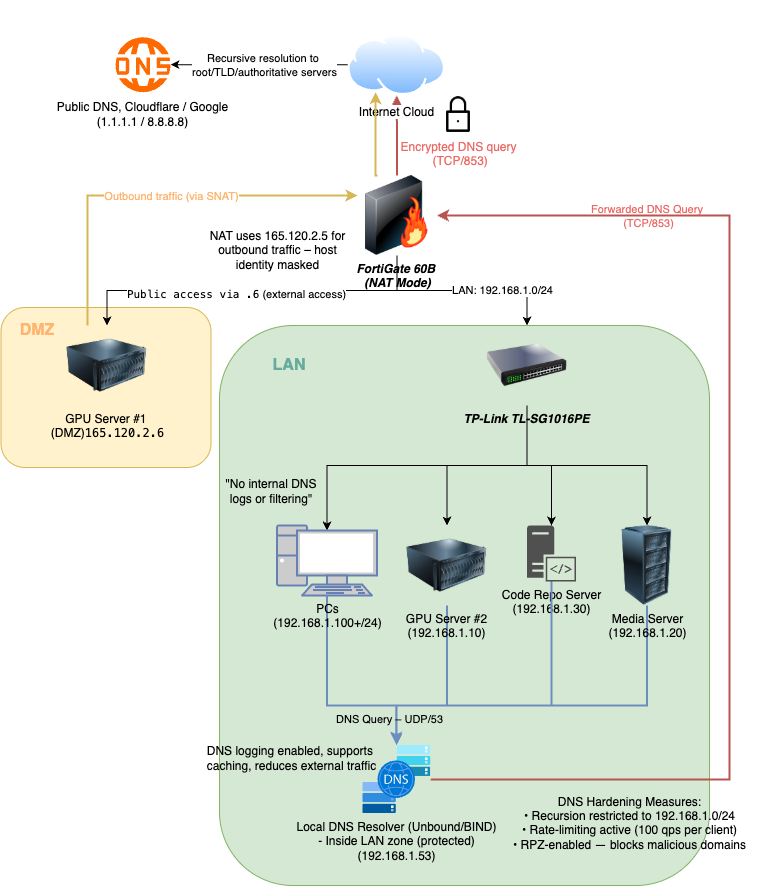 DNS
Recursive resolution to
root/TLD/authoritative servers
Public DNS, Cloudflare / Google
(1.1.1.1 / 8.8.8.8)
Internet Cloud
Encrypted DNS query
(TCP/853)
Outbound traffic (via SNAT)
Forwarded DNS Query
(TCP/853)
NAT uses 165.120.2.5 for
outbound traffic – host
identity masked
FortiGate 60B
(NAT Mode)
Public access via .6 (external access)
LAN: 192.168.1.0/24
DMZ
GPU Server #1
(DMZ)165.120.2.6
LAN
TP-Link TL-SG1016PE
"No internal DNS
logs or filtering"
</>
PCs
(192.168.1.100+/24)
GPU Server #2
(192.168.1.10)
Code Repo Server
(192.168.1.30)
Media Server
(192.168.1.20)
DNS Query – UDP/53
DNS logging enabled, supports
caching, reduces external traffic
DNS
Local DNS Resolver (Unbound/BIND)
- Inside LAN zone (protected)
(192.168.1.53)
DNS Hardening Measures:
• Recursion restricted to 192.168.1.0/24
• Rate-limiting active (100 qps per client)
• RPZ-enabled — blocks malicious domains